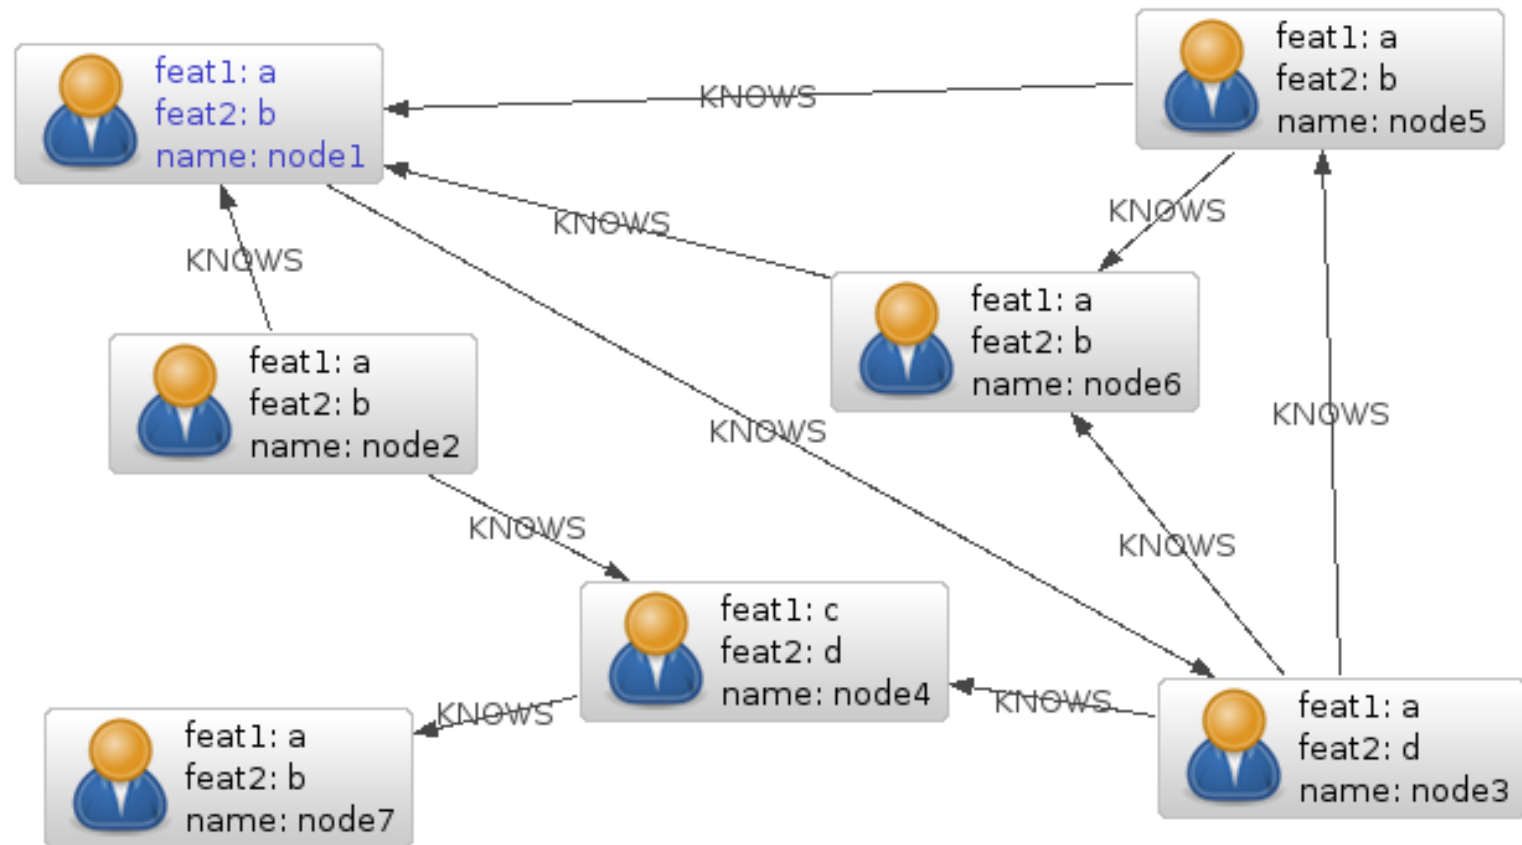 feat1: a
feat2: b
name: node5
feat1: a
feat2: b
name: node1
KNOWS
KNOWS
KNOWS
KNOWS
feat1: a
feat2: b
name: node6
feat1: a
feat2: b
name: node2
KNOWS
KNOWS
KNOWS
KNOWS
feat1: c
feat2: d
name: node4
KNOWS
KNOWS
feat1: a
feat2: d
name: node3
feat1: a
feat2: b
name: node7